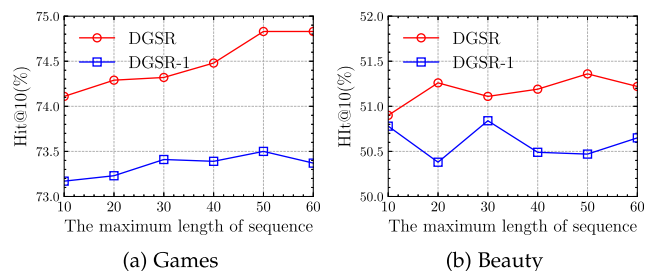 75.0
74.5
74.0
73.5
73.0
Hit@10(%)
DGSR
DGSR-1
10 20 30 40 50 60
The maximum length of sequence
(a) Games
52.0
51.5
51.0
50.5
50.0
HIt@10(%)
DGSR
DGSR-1
10 20 30 40 50 60
The maximum length of sequence
(b) Beauty